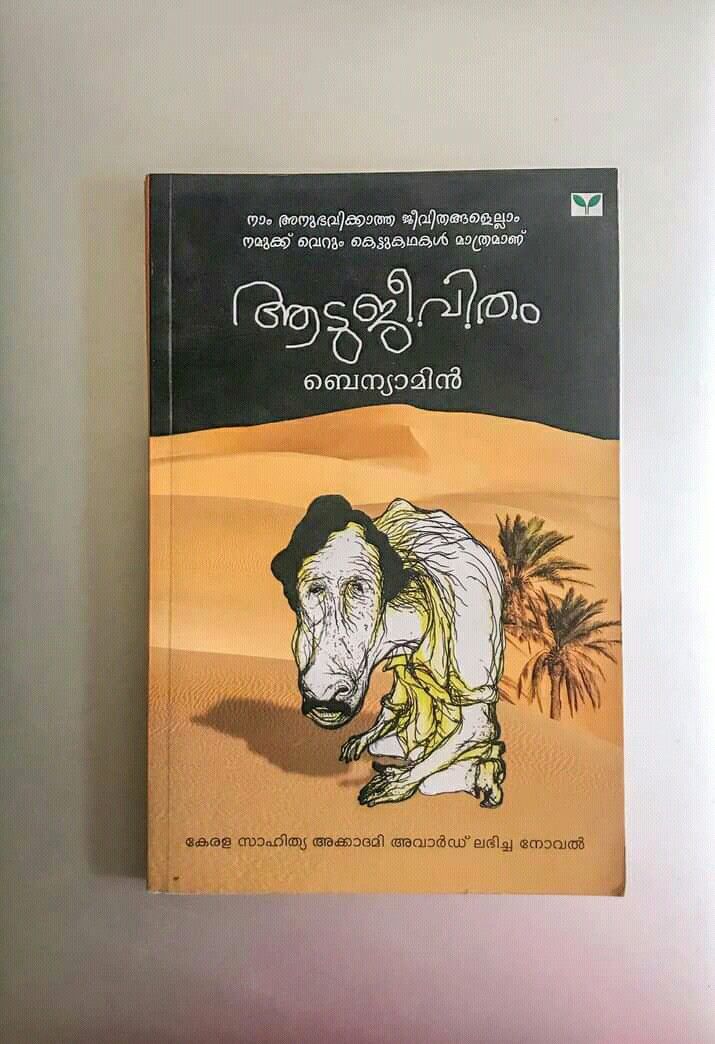 നാം അനുഭവിക്കാത്ത ജീവിതങ്ങളെല്ലാം
നമുക്ക് വെറും കെട്ടുകഥകൾ മാത്രമാണ്
ആടുജീവിതം
ബെന്യാമിൻ
കേരള സാഹിത്യ അക്കാദമി അവാർഡ് ലഭിച്ച നോവൽ